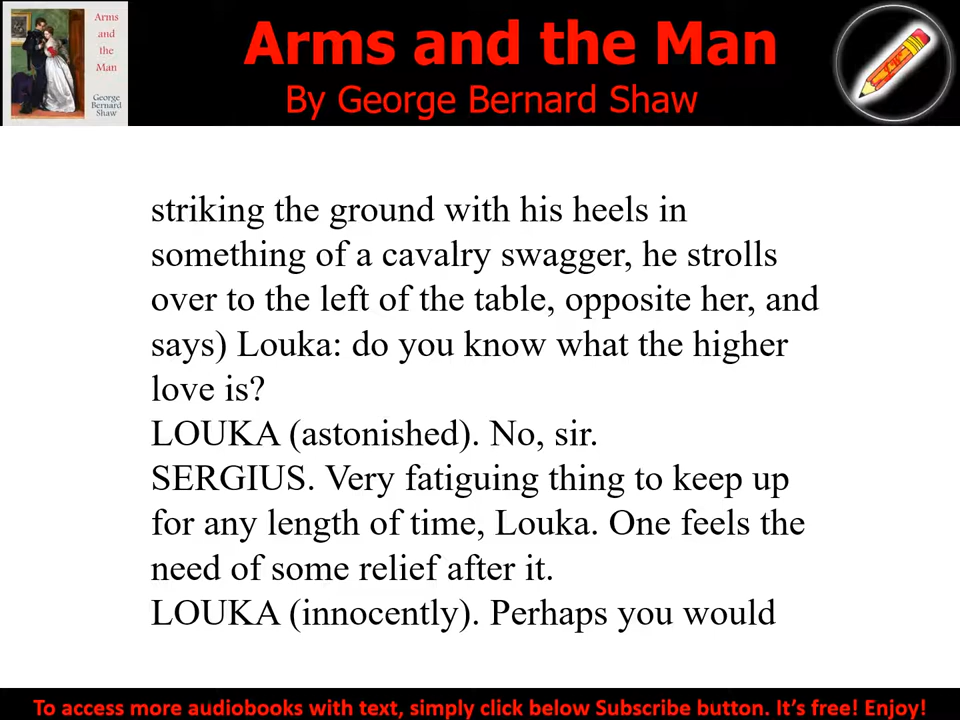 Arms
and
the
Man
George
Bernard
Shaw
Arms and the Man
By George Bernard Shaw
striking the ground with his heels in
something of a cavalry swagger, he strolls
over to the left of the table, opposite her, and
says) Louka: do you know what the higher
love is?
LOUKA (astonished). No, sir.
SERGIUS. Very fatiguing thing to keep up
for any length of time, Louka. One feels the
need of some relief after it.
LOUKA (innocently). Perhaps you would
To access more audiobooks with text, simply click below Subscribe button. It’s free! Enjoy!